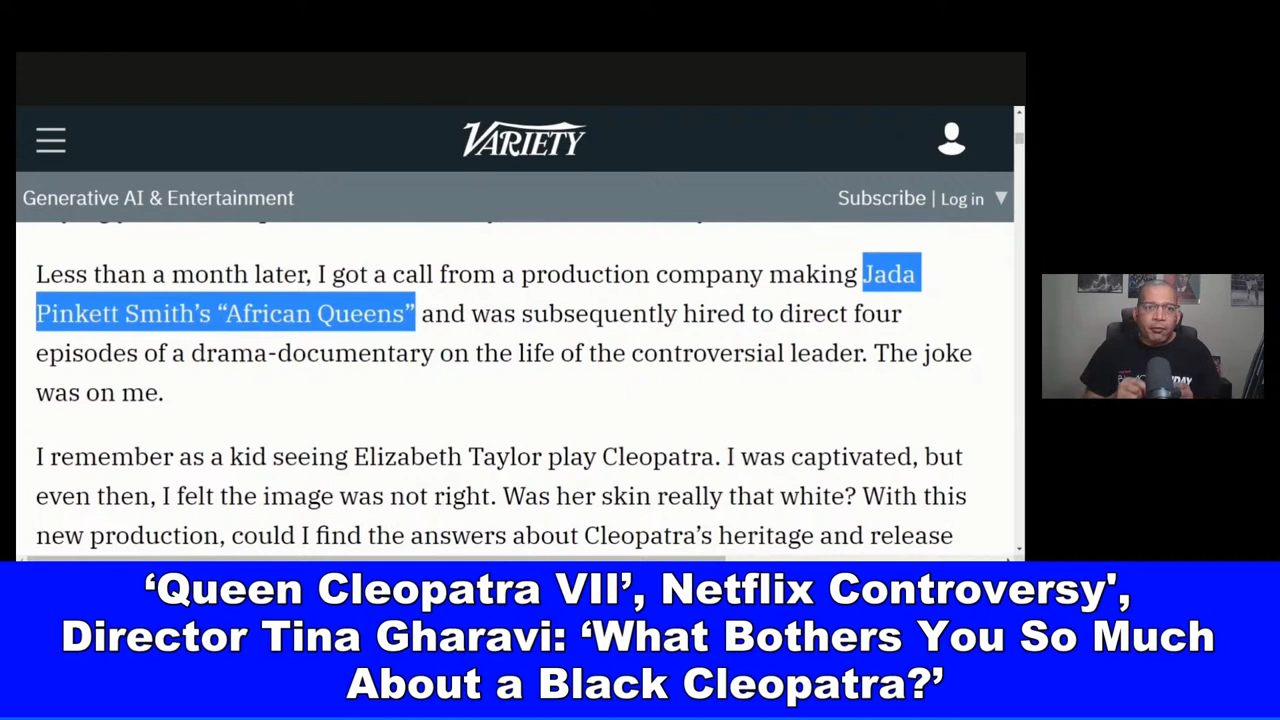 VARIETY
Generative AI & Entertainment
Subscribe | Log in ▼
Less than a month later, I got a call from a production company making Jada
Pinkett Smith’s “African Queens” and was subsequently hired to direct four
episodes of a drama-documentary on the life of the controversial leader. The joke
was on me.
I remember as a kid seeing Elizabeth Taylor play Cleopatra. I was captivated, but
even then, I felt the image was not right. Was her skin really that white? With this
new production, could I find the answers about Cleopatra’s heritage and release
‘Queen Cleopatra VII’, Netflix Controversy',
Director Tina Gharavi: ‘What Bothers You So Much
About a Black Cleopatra?’